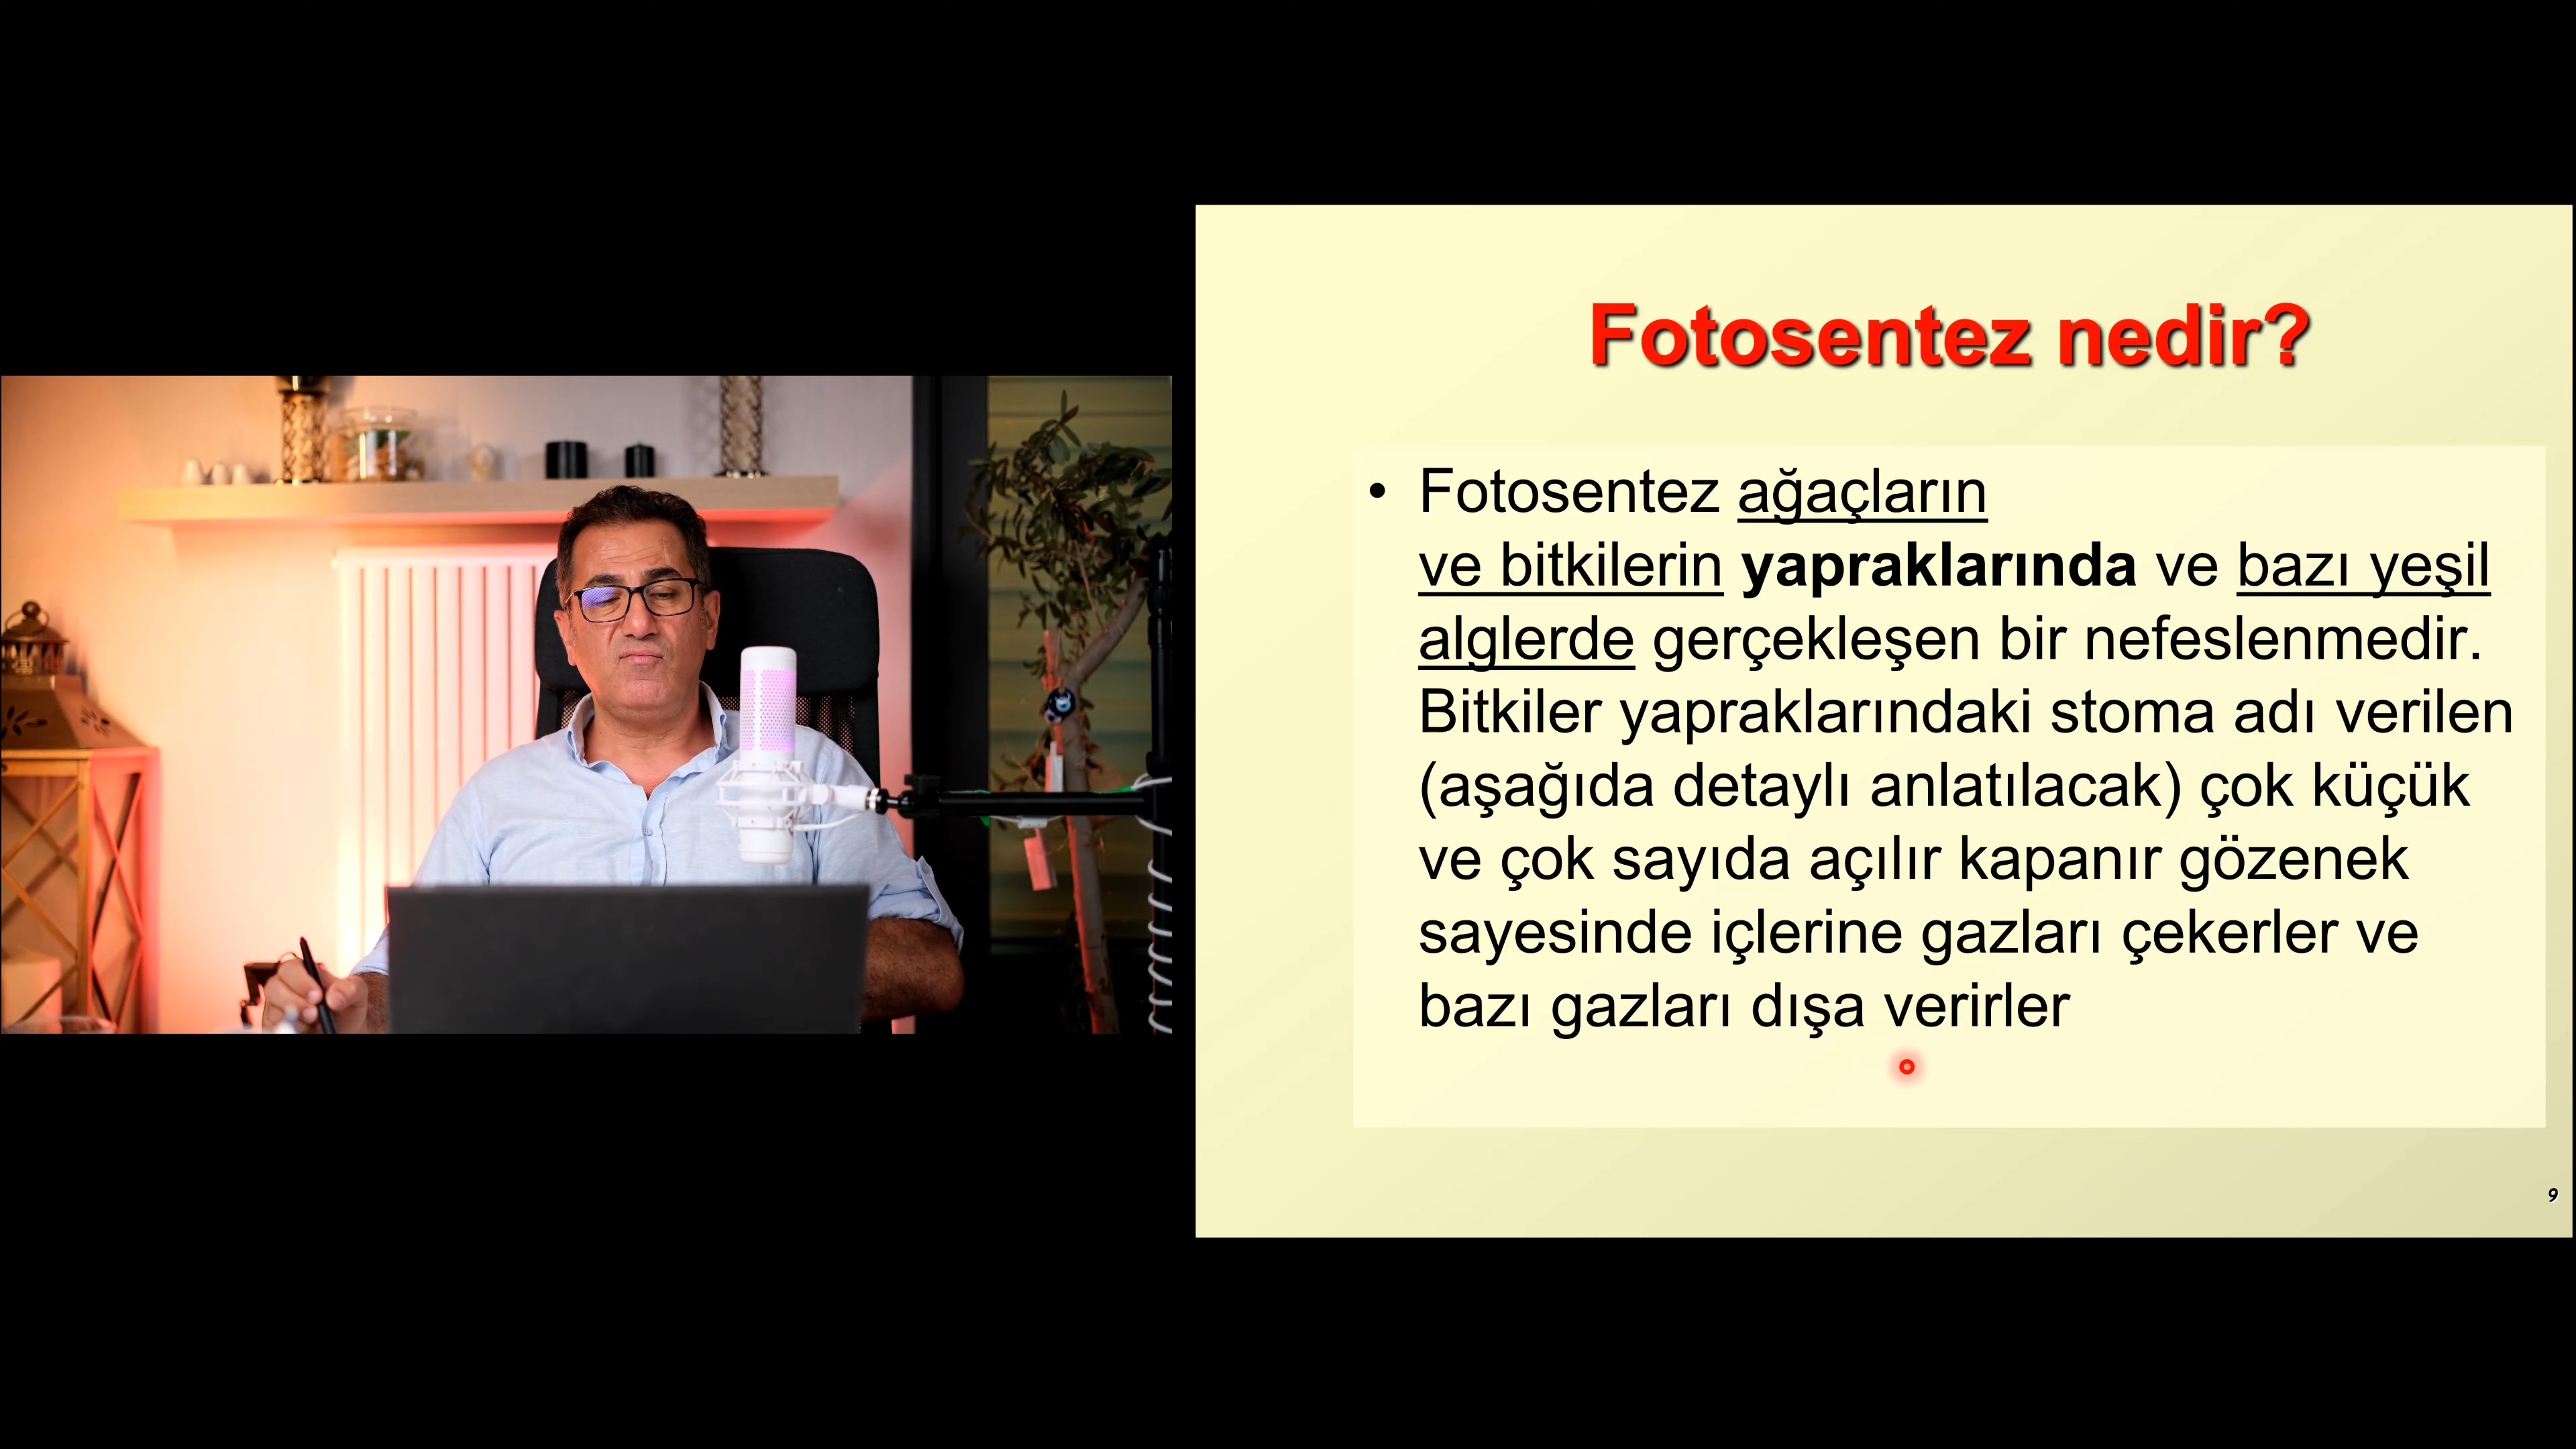 Fotosentez nedir?
• Fotosentez ağaçların
ve bitkilerin yapraklarında ve bazı yeşil
alglerde gerçekleşen bir nefeslenmedir.
Bitkiler yapraklarındaki stoma adı verilen
(aşağıda detaylı anlatılacak) çok küçük
ve çok sayıda açılır kapanır gözenek
sayesinde içlerine gazları çekerler ve
bazı gazları dışa verirler
9